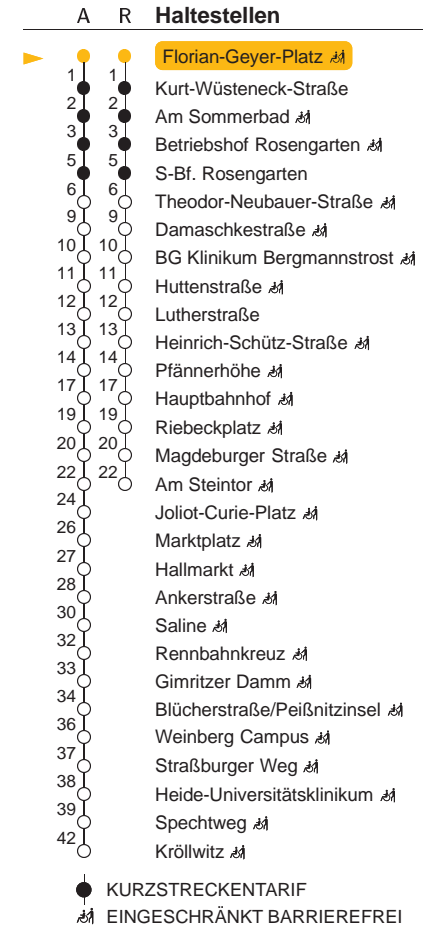 A R Haltestellen
Florian-Geyer-Platz
1 1 Kurt-Wüsteneck-Straße
2 2 Am Sommerbad
3 3 Betriebshof Rosengarten
5 5 S-Bf. Rosengarten
6 6 Theodor-Neubauer-Straße
9 9 Damaschkestraße
10 10 BG Klinikum Bergmannstrost
11 11 Huttenstraße
12 12 Lutherstraße
13 13 Heinrich-Schütz-Straße
14 14 Pfännerhöhe
17 17 Hauptbahnhof
19 19 Riebeckplatz
20 20 Magdeburger Straße
22 22 Am Steintor
24 Joliot-Curie-Platz
26 Marktplatz
27 Hallmarkt
28 Ankerstraße
30 Saline
32 Rennbahnkreuz
33 Gimritzer Damm
34 Blücherstraße/Peißnitzinsel
36 Weinberg Campus
37 Straßburger Weg
38 Heide-Universitätsklinikum
39 Spechtweg
42 Kröllwitz
KURZSTRECKENTARIF
EINGESCHRÄNKT BARRIEREFREI